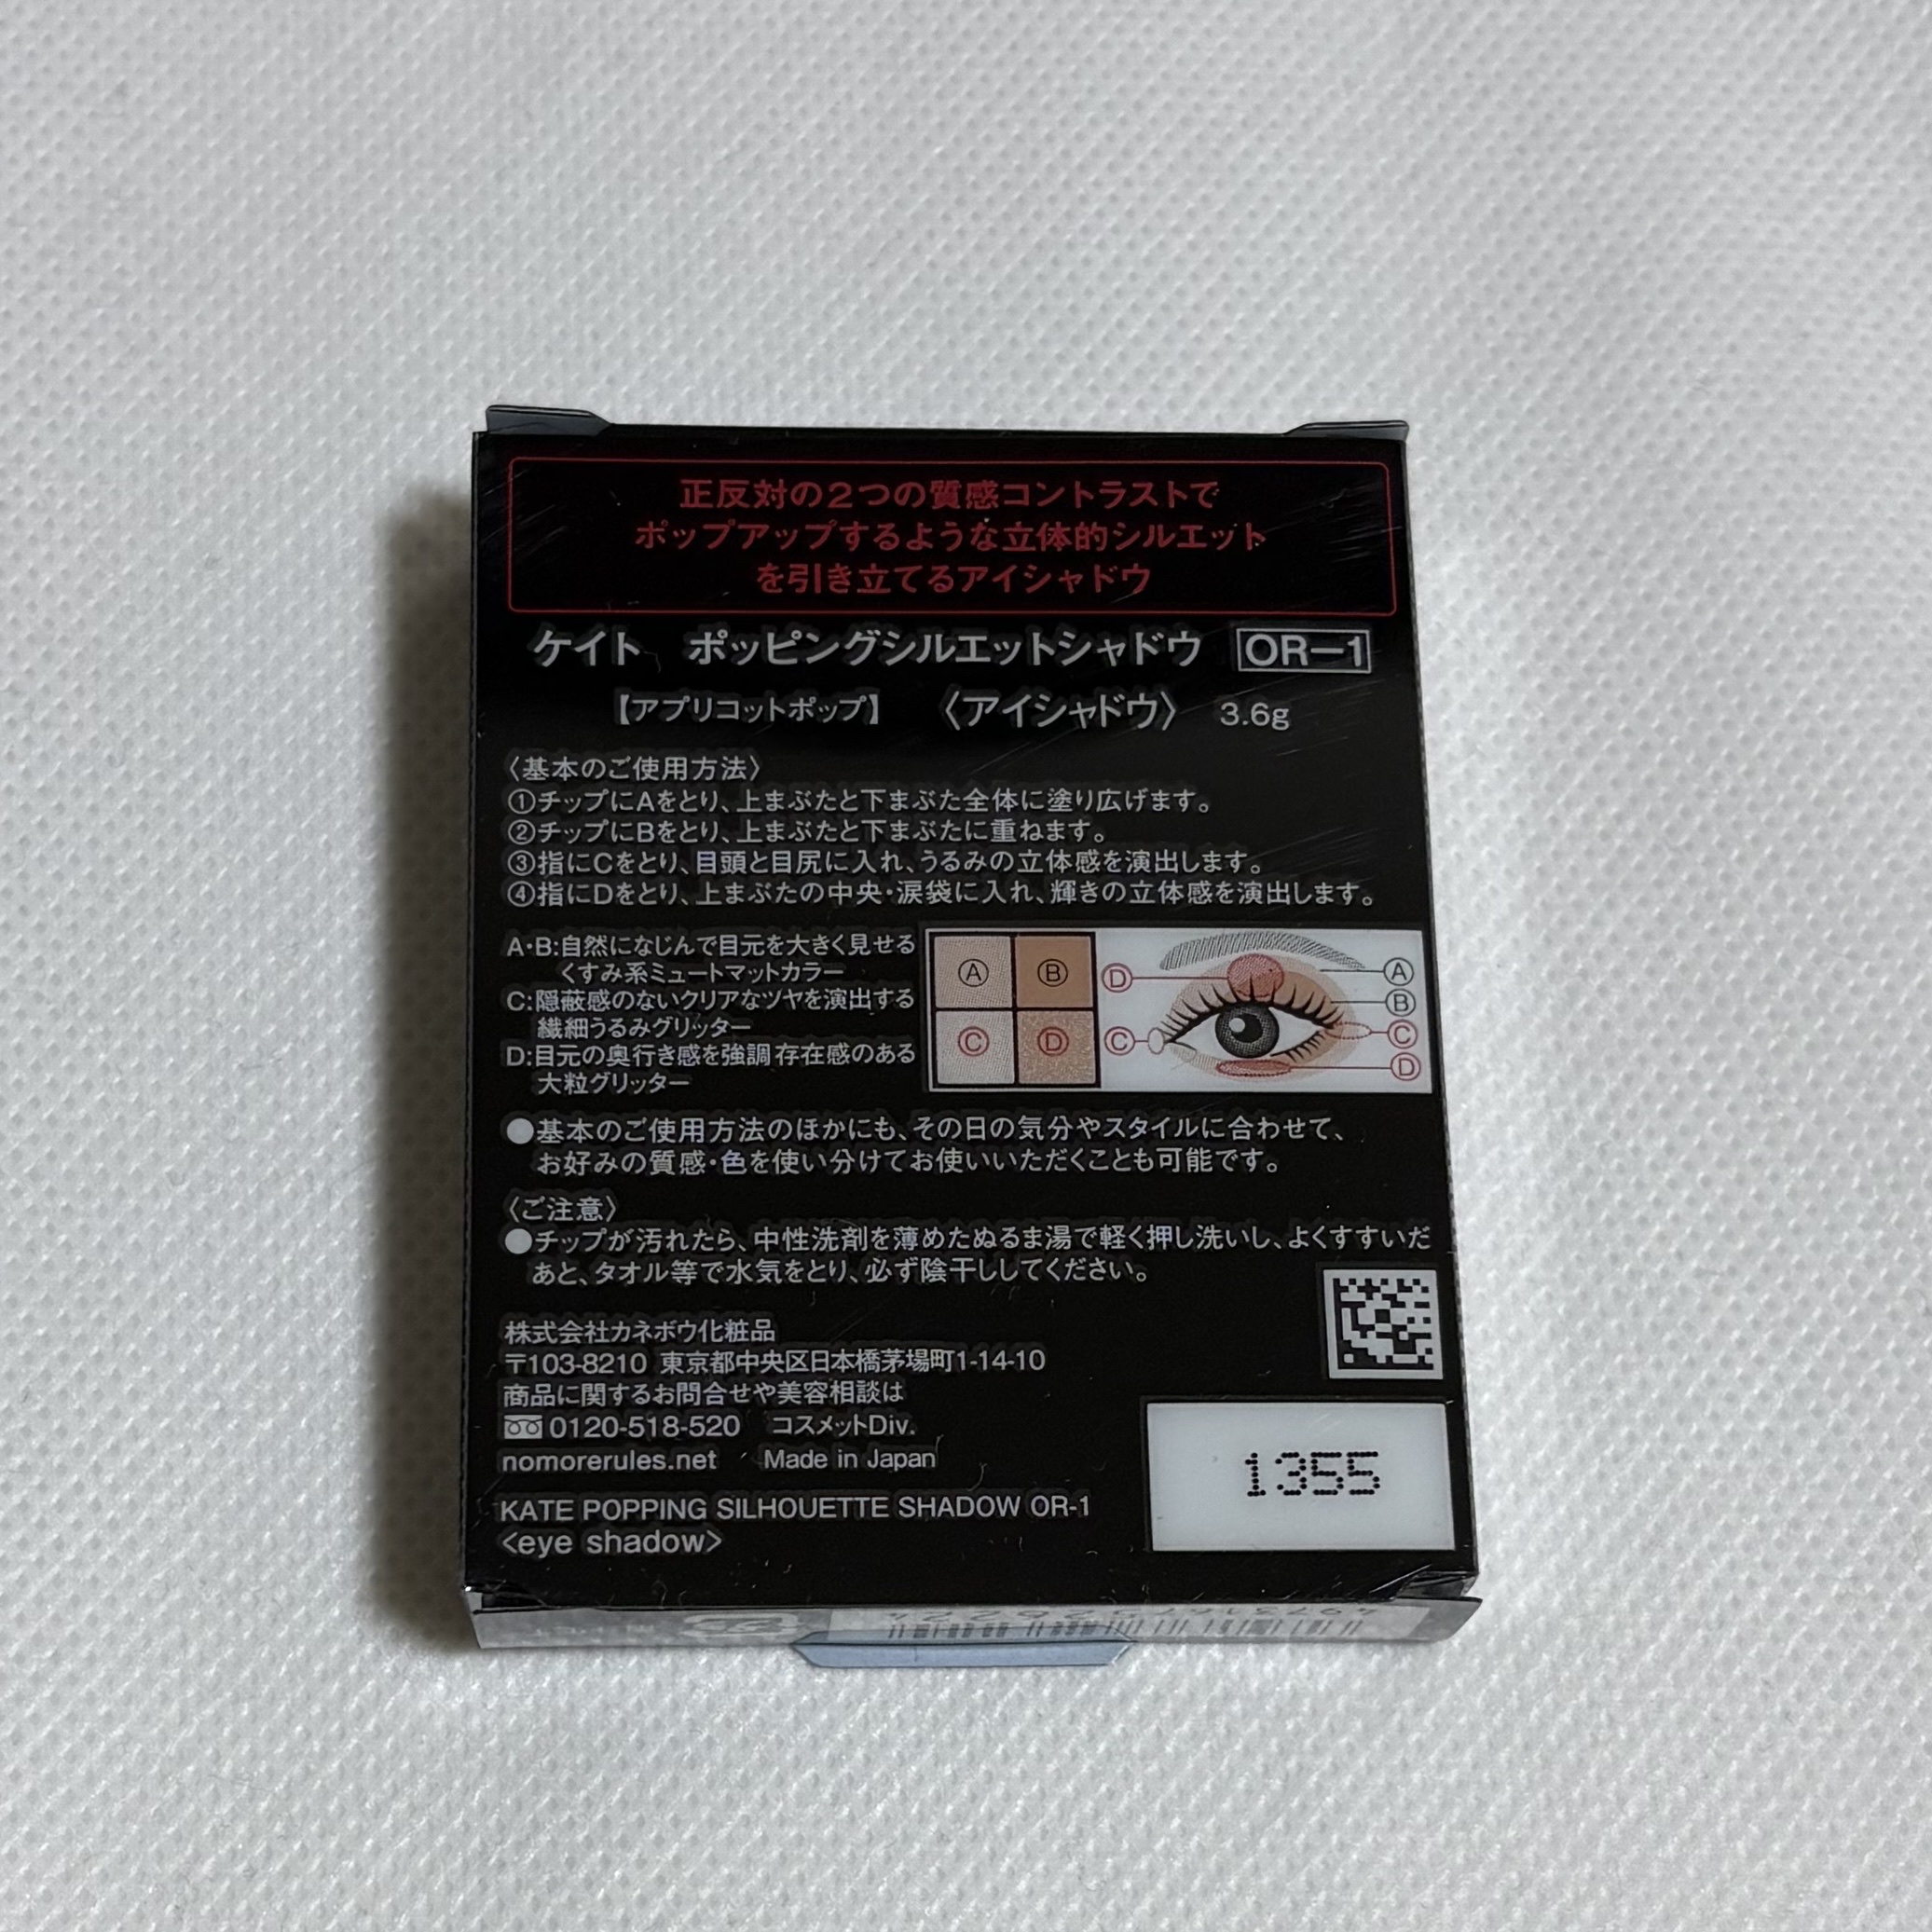 正反対の2つの質感コントラストで
ポップアップするような立体的シルエット
を引き立てるアイシャドウ
ケイト ポッピングシルエットシャドウ OR-1
【アプリコットポップ】 〈アイシャドウ〉 3.6g
〈基本のご使用方法〉
①チップにAをとり、上まぶたと下まぶた全体に塗り広げます。
②チップにBをとり、上まぶたと下まぶたに重ねます。
③指にCをとり、目頭と目尻に入れ、うるみの立体感を演出します。
④指にDをとり、上まぶたの中央・涙袋に入れ、輝きの立体感を演出します。
A・B:自然になじんで目元を大きく見せる
くすみ系ミュートマットカラー
C:隠蔽感のないクリアなツヤを演出する
繊細うるみグリッター
D:目元の奥行き感を強調存在感のある
大粒グリッター
A B
C D
D A
B
C C
D
●基本のご使用方法のほかにも、その日の気分やスタイルに合わせて、
お好みの質感・色を使い分けてお使いいただくことも可能です。
〈ご注意〉
●チップが汚れたら、中性洗剤を薄めたぬるま湯で軽く押し洗いし、よくすすいだ
あと、タオル等で水気をとり、必ず陰干ししてください。
株式会社カネボウ化粧品
〒103-8210 東京都中央区日本橋茅場町1-14-10
商品に関するお問合せや美容相談は
0120-518-520 コスメットDiv.
nomorerules.net Made in Japan
1355
KATE POPPING SILHOUETTE SHADOW OR-1
<eye shadow>